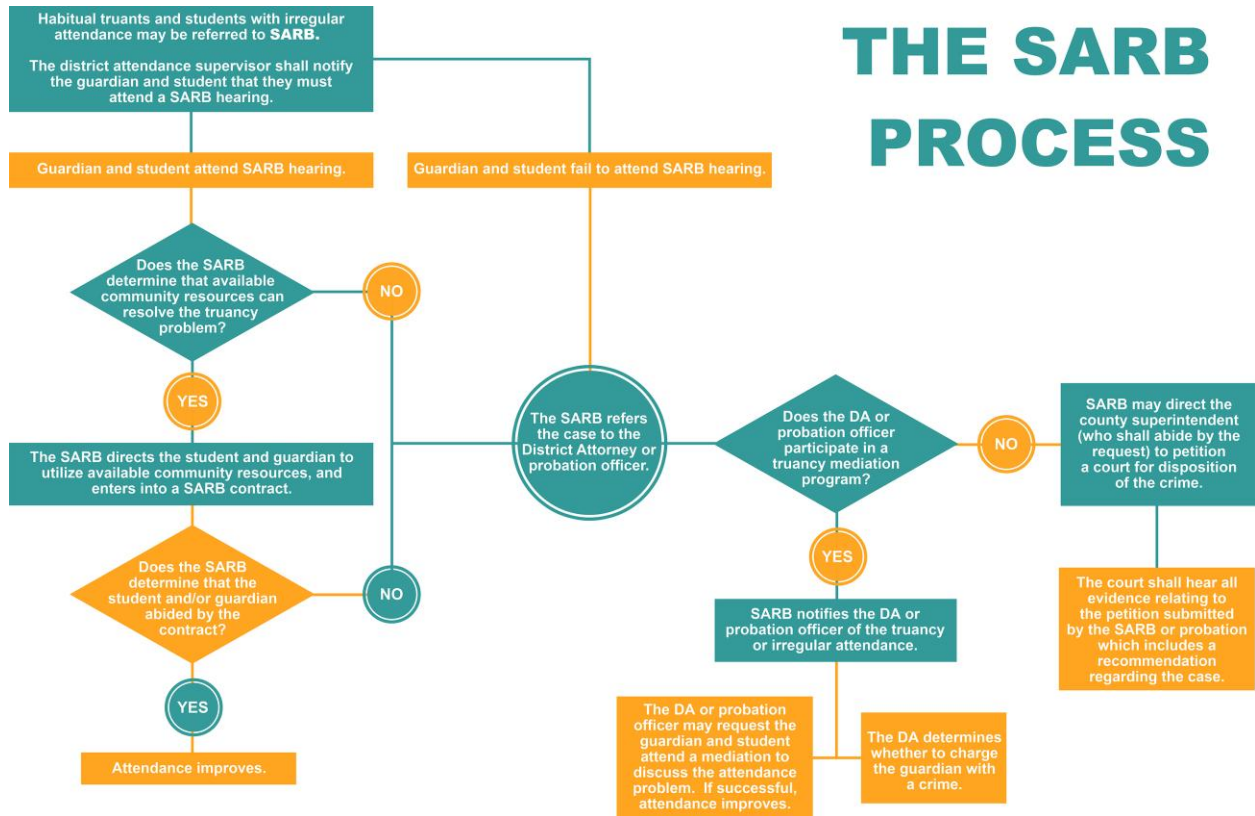 THE SARB
PROCESS
Habitual truants and students with irregular
attendance may be referred to SARB.
The district attendance supervisor shall notify
the guardian and student that they must
attend a SARB hearing.
Guardian and student attend SARB hearing.
Guardian and student fail to attend SARB hearing.
Does the SARB
determine that available
community resources can
resolve the truancy
problem?
NO
YES
The SARB directs the student and guardian to
utilize available community resources, and
enters into a SARB contract.
Does the SARB
determine that the
student and/or guardian
abided by the
contract?
NO
YES
Attendance improves.
The SARB refers
the case to the
District Attorney or
probation officer.
Does the DA or
probation officer
participate in a
truancy mediation
program?
NO
SARB may direct the
county superintendent
(who shall abide by the
request) to petition
a court for disposition
of the crime.
The court shall hear all
evidence relating to
the petition submitted
by the SARB or probation
which includes a
recommendation
regarding the case.
YES
SARB notifies the DA or
probation officer of the truancy
or irregular attendance.
The DA or probation
officer may request the
guardian and student
attend a mediation to
discuss the attendance
problem. If successful,
attendance improves.
The DA determines
whether to charge
the guardian with
a crime.